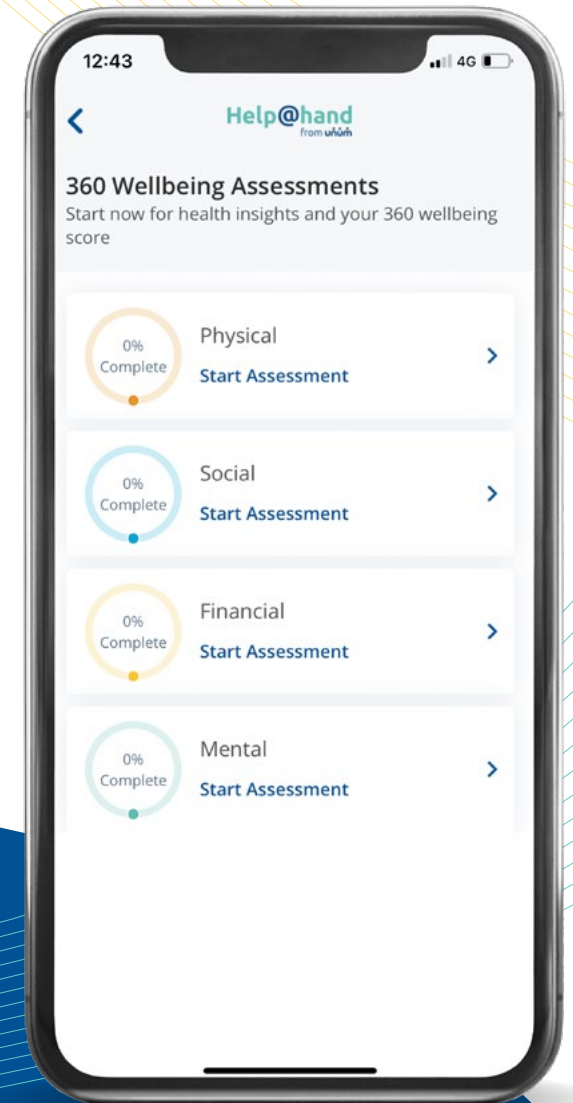 12:43
4G
Help@hand
from unum
360 Wellbeing Assessments
Start now for health insights and your 360 wellbeing
score
0%
Complete
Physical
Start Assessment
0%
Complete
Social
Start Assessment
0%
Complete
Financial
Start Assessment
0%
Complete
Mental
Start Assessment